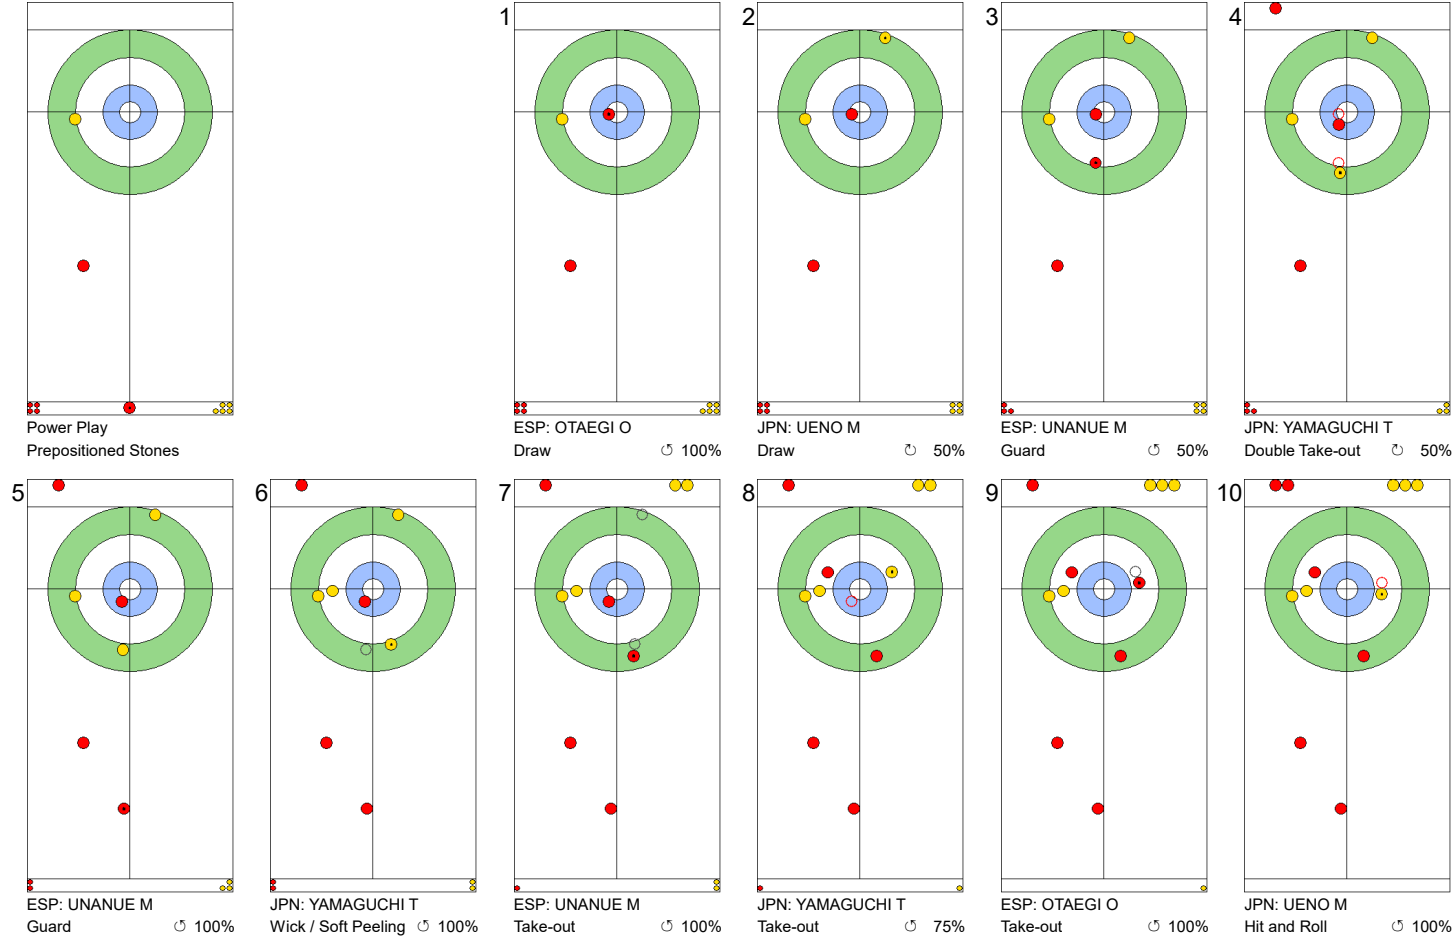 Power Play
Prepositioned Stones
1
ESP: OTAEGI O
Draw 100%
2
JPN: UENO M
Draw 50%
3
ESP: UNANUE M
Guard 50%
4
JPN: YAMAGUCHI T
Double Take-out 50%
5
ESP: UNANUE M
Guard 100%
6
JPN: YAMAGUCHI T
Wick / Soft Peeling 100%
7
ESP: UNANUE M
Take-out 100%
8
JPN: YAMAGUCHI T
Take-out 75%
9
ESP: OTAEGI O
Take-out 100%
10
JPN: UENO M
Hit and Roll 100%